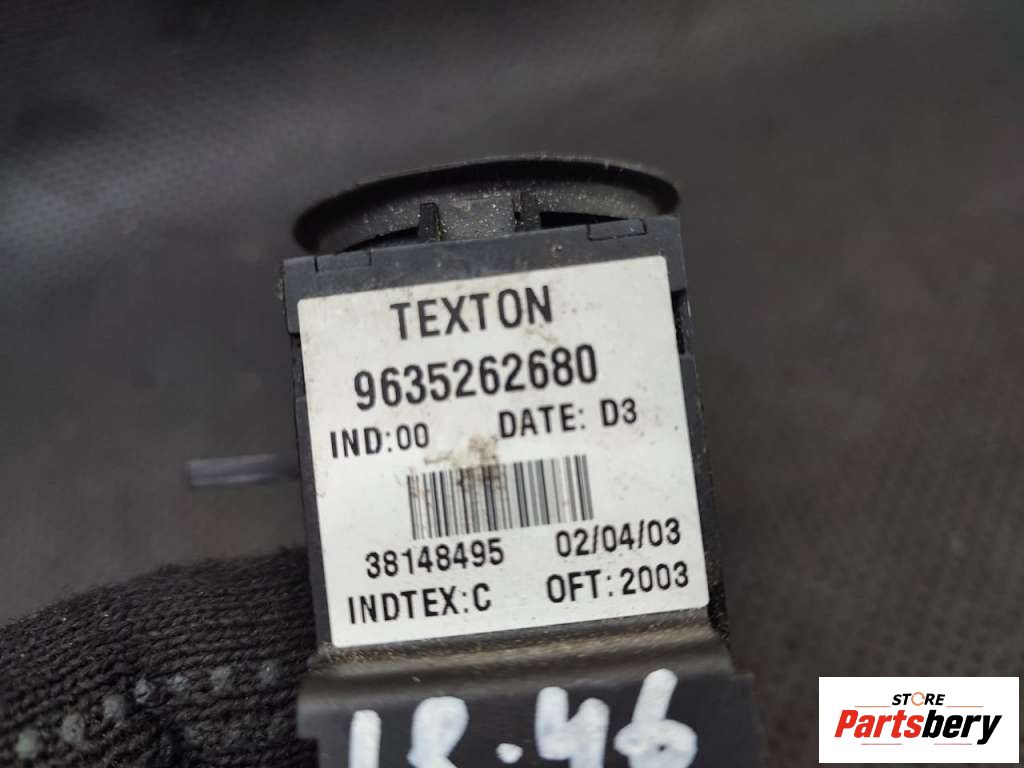 TEXTON
9635262680
IND:00 DATE: D3
38148495 02/04/03
INDTEX:C OFT:2003
STORE
Partsbery